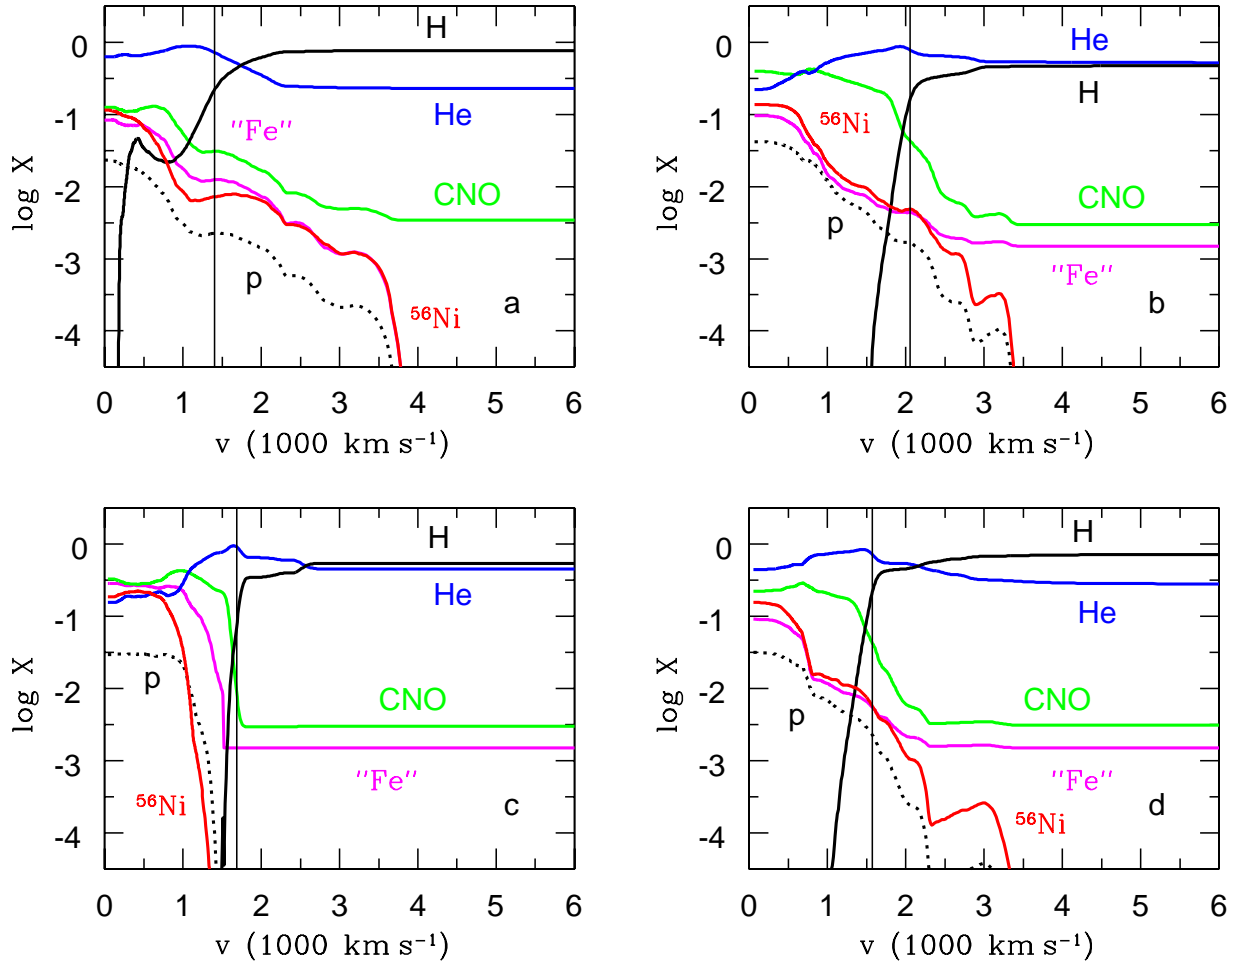 H
He
"Fe"
CNO
p
56Ni
a
0
-1
-2
-3
-4
log X
0 1 2 3 4 5 6
v (1000 km s−1)
He
H
56Ni
CNO
p
"Fe"
b
0
-1
-2
-3
-4
log X
0 1 2 3 4 5 6
v (1000 km s−1)
H
He
p
CNO
"Fe"
56Ni
c
0
-1
-2
-3
-4
log X
0 1 2 3 4 5 6
v (1000 km s−1)
H
He
CNO
p
"Fe"
56Ni
d
0
-1
-2
-3
-4
log X
0 1 2 3 4 5 6
v (1000 km s−1)